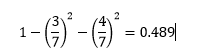 1 − (3/7)² − (4/7)² = 0.489